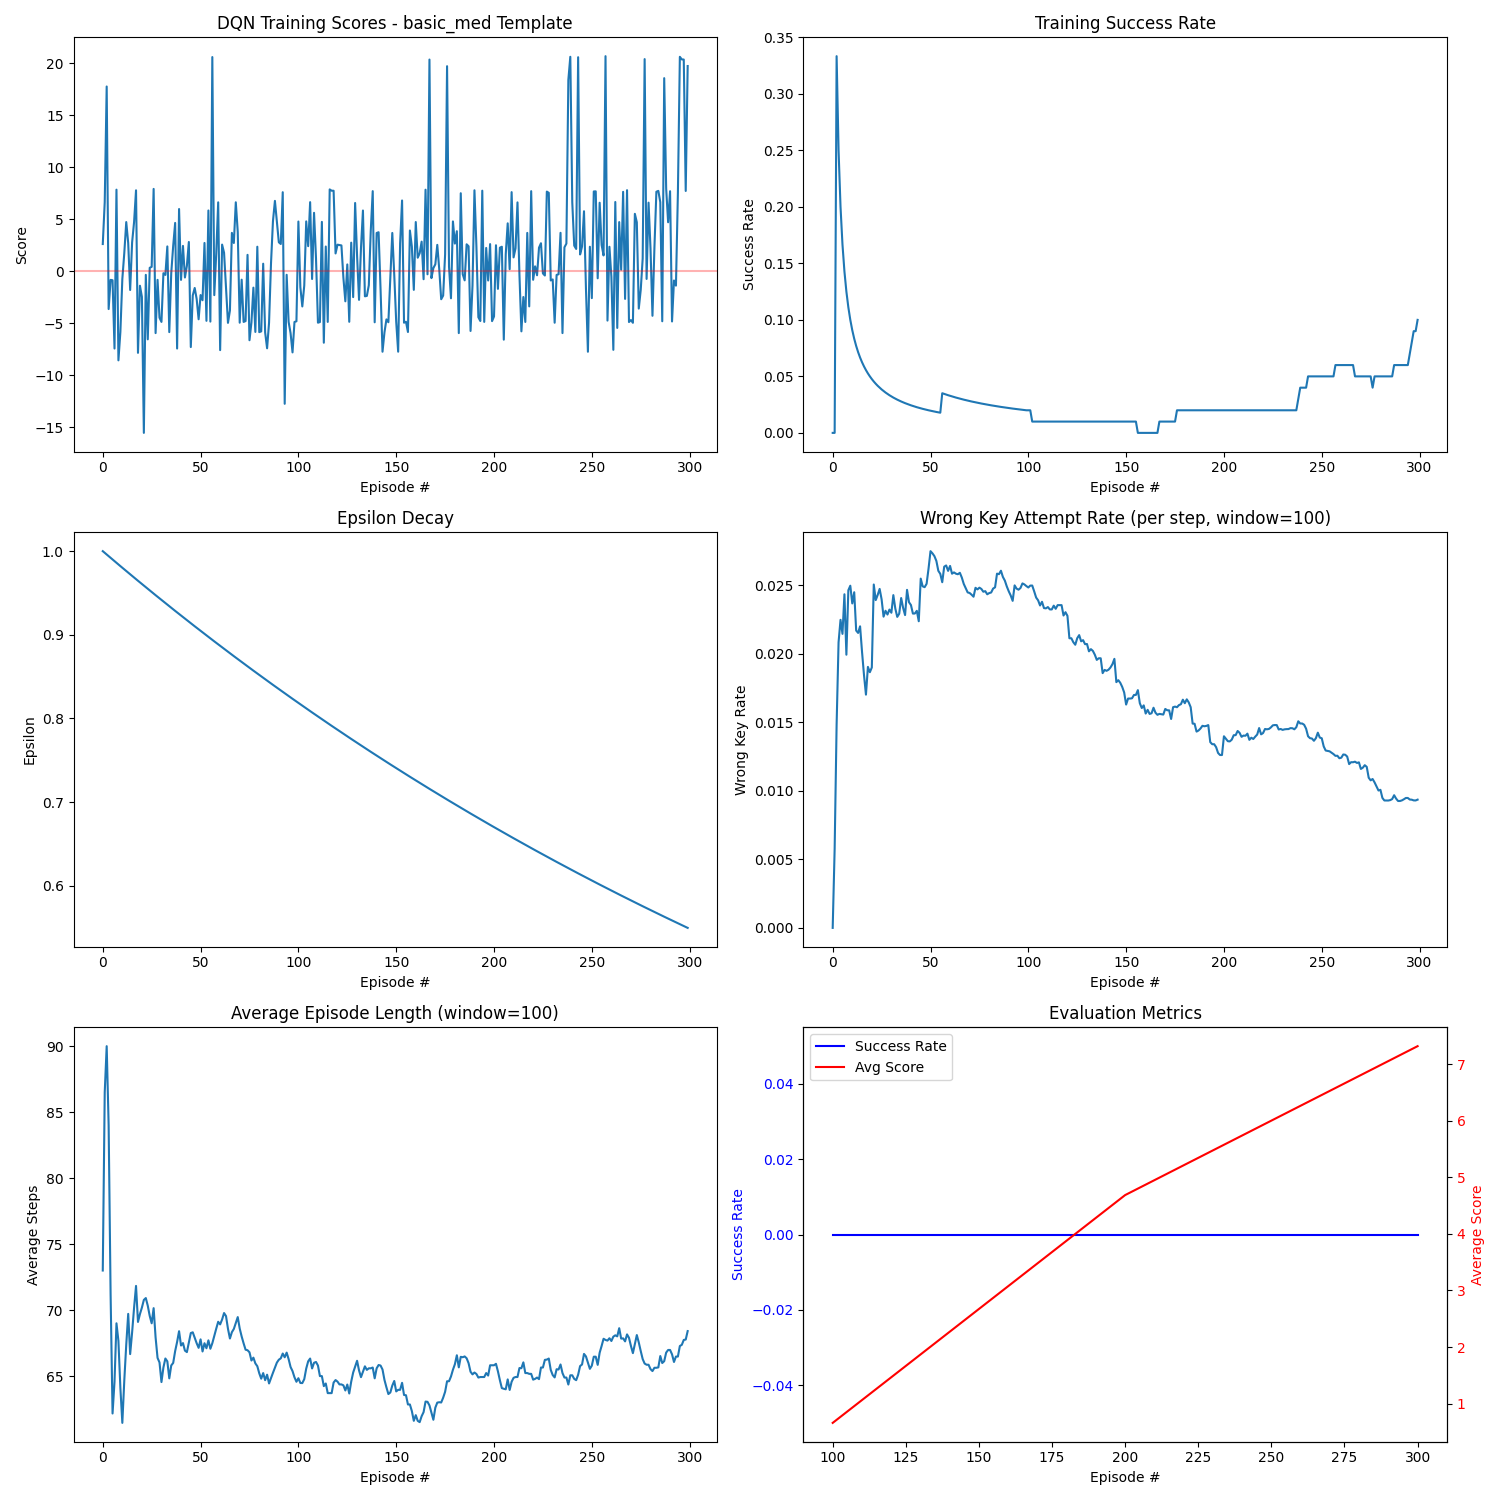 DQN Training Scores - basic_med Template
Score
20
15
10
5
0
−5
−10
−15
0 50 100 150 200 250 300
Episode #
Training Success Rate
Success Rate
0.35
0.30
0.25
0.20
0.15
0.10
0.05
0.00
0 50 100 150 200 250 300
Episode #
Epsilon Decay
Epsilon
1.0
0.9
0.8
0.7
0.6
0 50 100 150 200 250 300
Episode #
Wrong Key Attempt Rate (per step, window=100)
Wrong Key Rate
0.025
0.020
0.015
0.010
0.005
0.000
0 50 100 150 200 250 300
Episode #
Average Episode Length (window=100)
Average Steps
90
85
80
75
70
65
0 50 100 150 200 250 300
Episode #
Evaluation Metrics
Success Rate
Avg Score
Success Rate
0.04
0.02
0.00
−0.02
−0.04
7
6
5
4
3
2
1
Average Score
100 125 150 175 200 225 250 275 300
Episode #